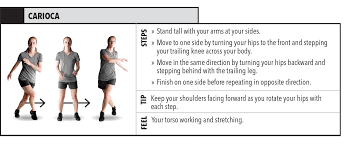 CARIOCA
STEPS
» Stand tall with your arms at your sides.
» Move to one side by turning your hips to the front and stepping
your trailing knee across your body.
» Move in the same direction by turning your hips backward and
stepping behind with the trailing leg.
» Finish on one side before repeating in opposite direction.
TIP
Keep your shoulders facing forward as you rotate your hips with
each step.
FEEL
Your torso working and stretching.